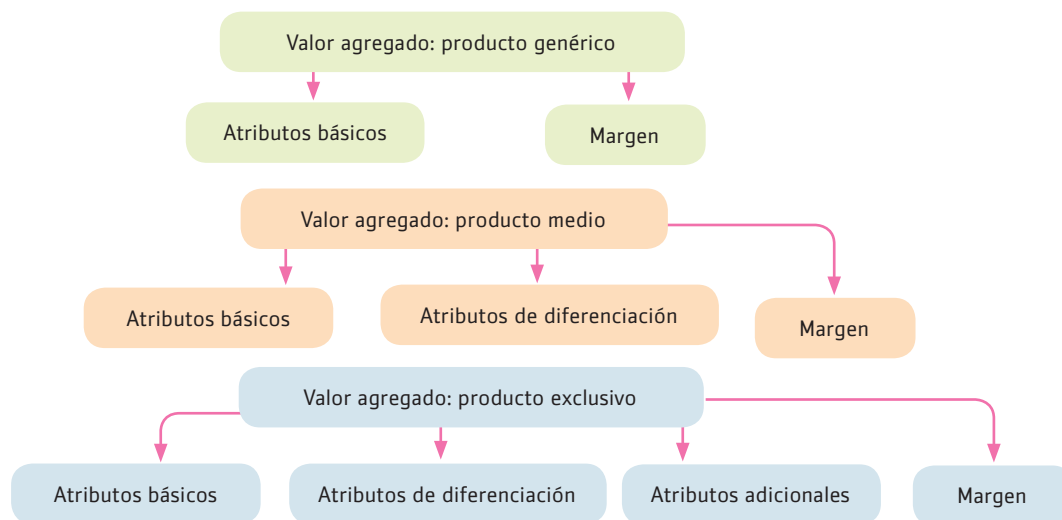 Valor agregado: producto genérico
Atributos básicos
Margen
Valor agregado: producto medio
Atributos básicos
Atributos de diferenciación
Margen
Valor agregado: producto exclusivo
Atributos básicos
Atributos de diferenciación
Atributos adicionales
Margen